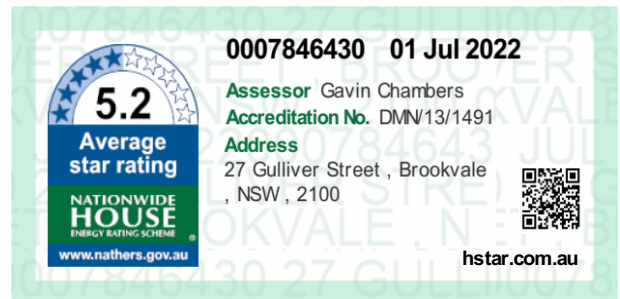 0007846430 01 Jul 2022
5.2
Average
star rating
NATIONWIDE
HOUSE
ENERGY RATING SCHEME ®
www.nathers.gov.au
Assessor Gavin Chambers
Accreditation No. DMN/13/1491
Address
27 Gulliver Street , Brookvale
, NSW , 2100
hstar.com.au